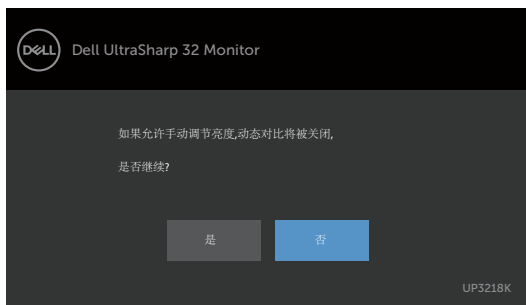 DELL Dell UltraSharp 32 Monitor
如果允许手动调节亮度,动态对比将被关闭,
是否继续?
是 否
UP3218K